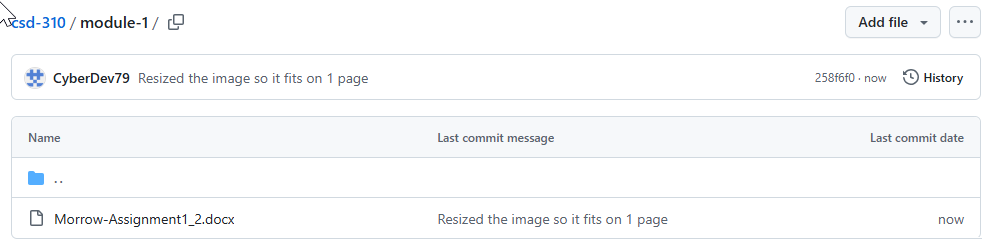 csd-310 / module-1 /
Add file
CyberDev79 Resized the image so it fits on 1 page
258f6f0 · now
History
Name Last commit message Last commit date
..
Morrow-Assignment1_2.docx Resized the image so it fits on 1 page now